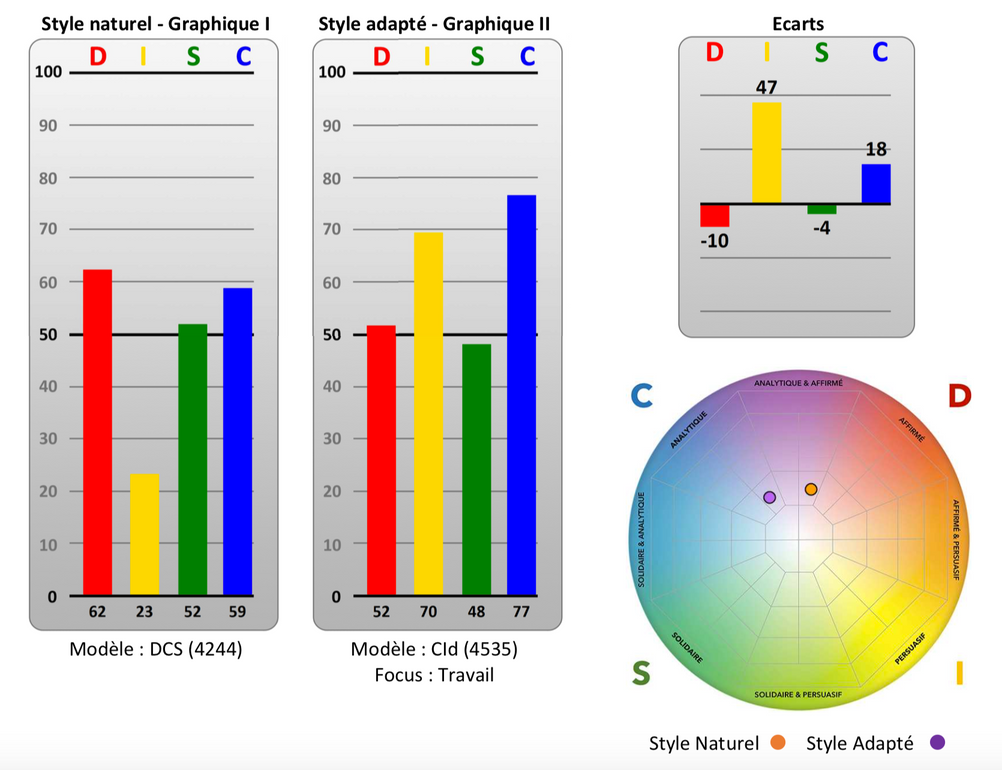 Style naturel - Graphique I
D I S C
100
90
80
70
60
50
40
30
20
10
0
62 23 52 59
Modèle : DCS (4244)
Style adapté - Graphique II
D I S C
100
90
80
70
60
50
40
30
20
10
0
52 70 48 77
Modèle : CId (4535)
Focus : Travail
Ecarts
D I S C
47
18
-10
-4
C
D
ANALYTIQUE & AFFIRMÉ
ANALYTIQUE
AFFIRMÉ
SOLIDAIRE & ANALYTIQUE
AFFIRMÉ & PERSUASIF
SOLIDAIRE
PERSUASIF
SOLIDAIRE & PERSUASIF
S
I
Style Naturel
Style Adapté